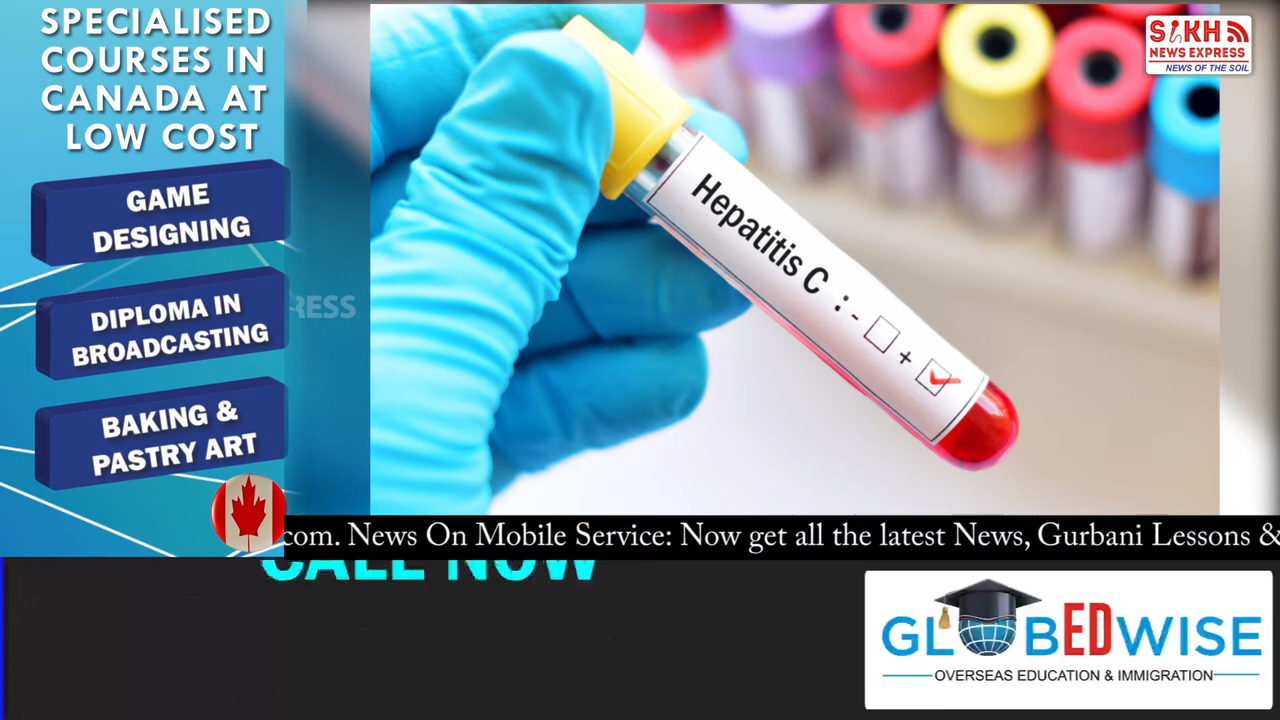 SPECIALISED
COURSES IN
CANADA AT
LOW COST
GAME
DESIGNING
DIPLOMA IN
BROADCASTING
BAKING &
PASTRY ART
RESS
Hepatitis C : - +
SIKH
NEWS EXPRESS
NEWS OF THE SOIL
com. News On Mobile Service: Now get all the latest News, Gurbani Lessons &
CALL NOW
GLOBEDWISE
OVERSEAS EDUCATION & IMMIGRATION